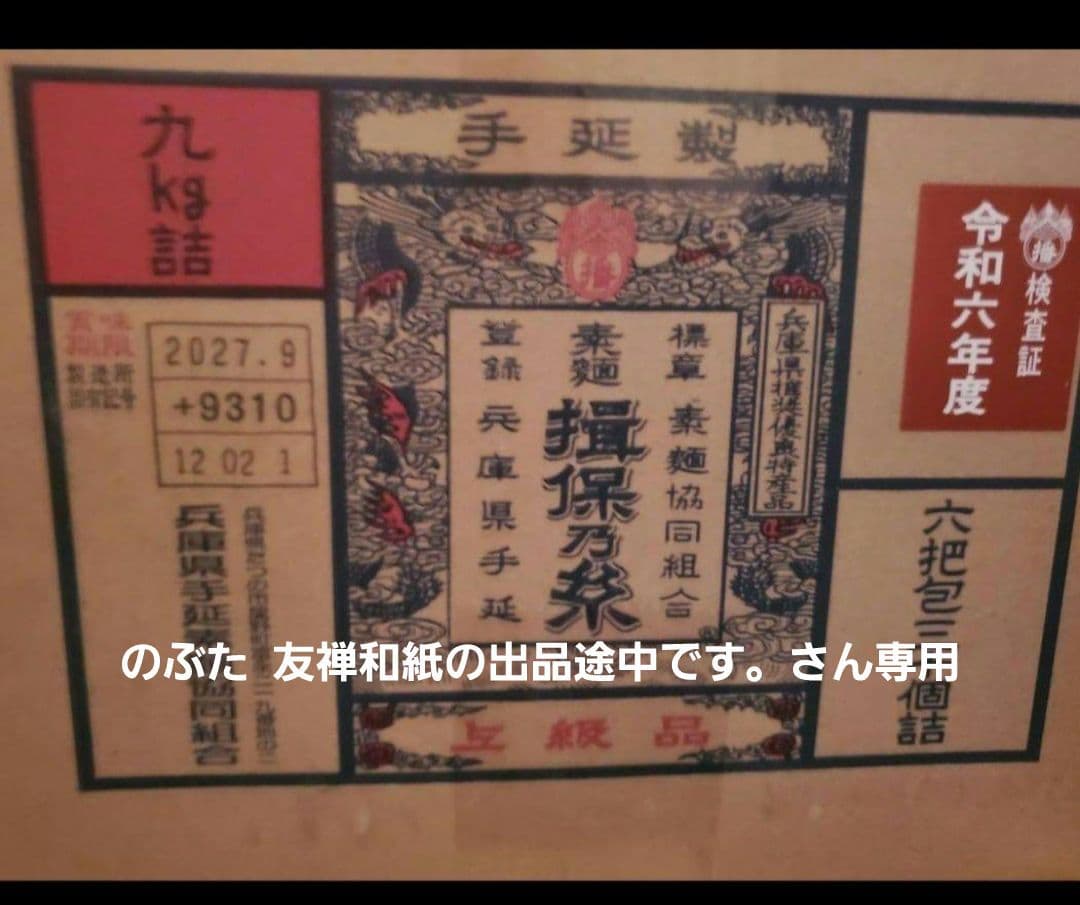 九
kg
詰
手延製
検査証
令和六年度
賞味
期限
製造所
固有記号
2027.9
+9310
12 02 1
兵庫県手延素麺協同組合
兵庫県推奨優良特産品
標章 素麺協同組合
素麺 揖保乃糸
登録 兵庫県手延
六把包三個詰
上級品
のぶた 友禅和紙の出品途中です。さん専用